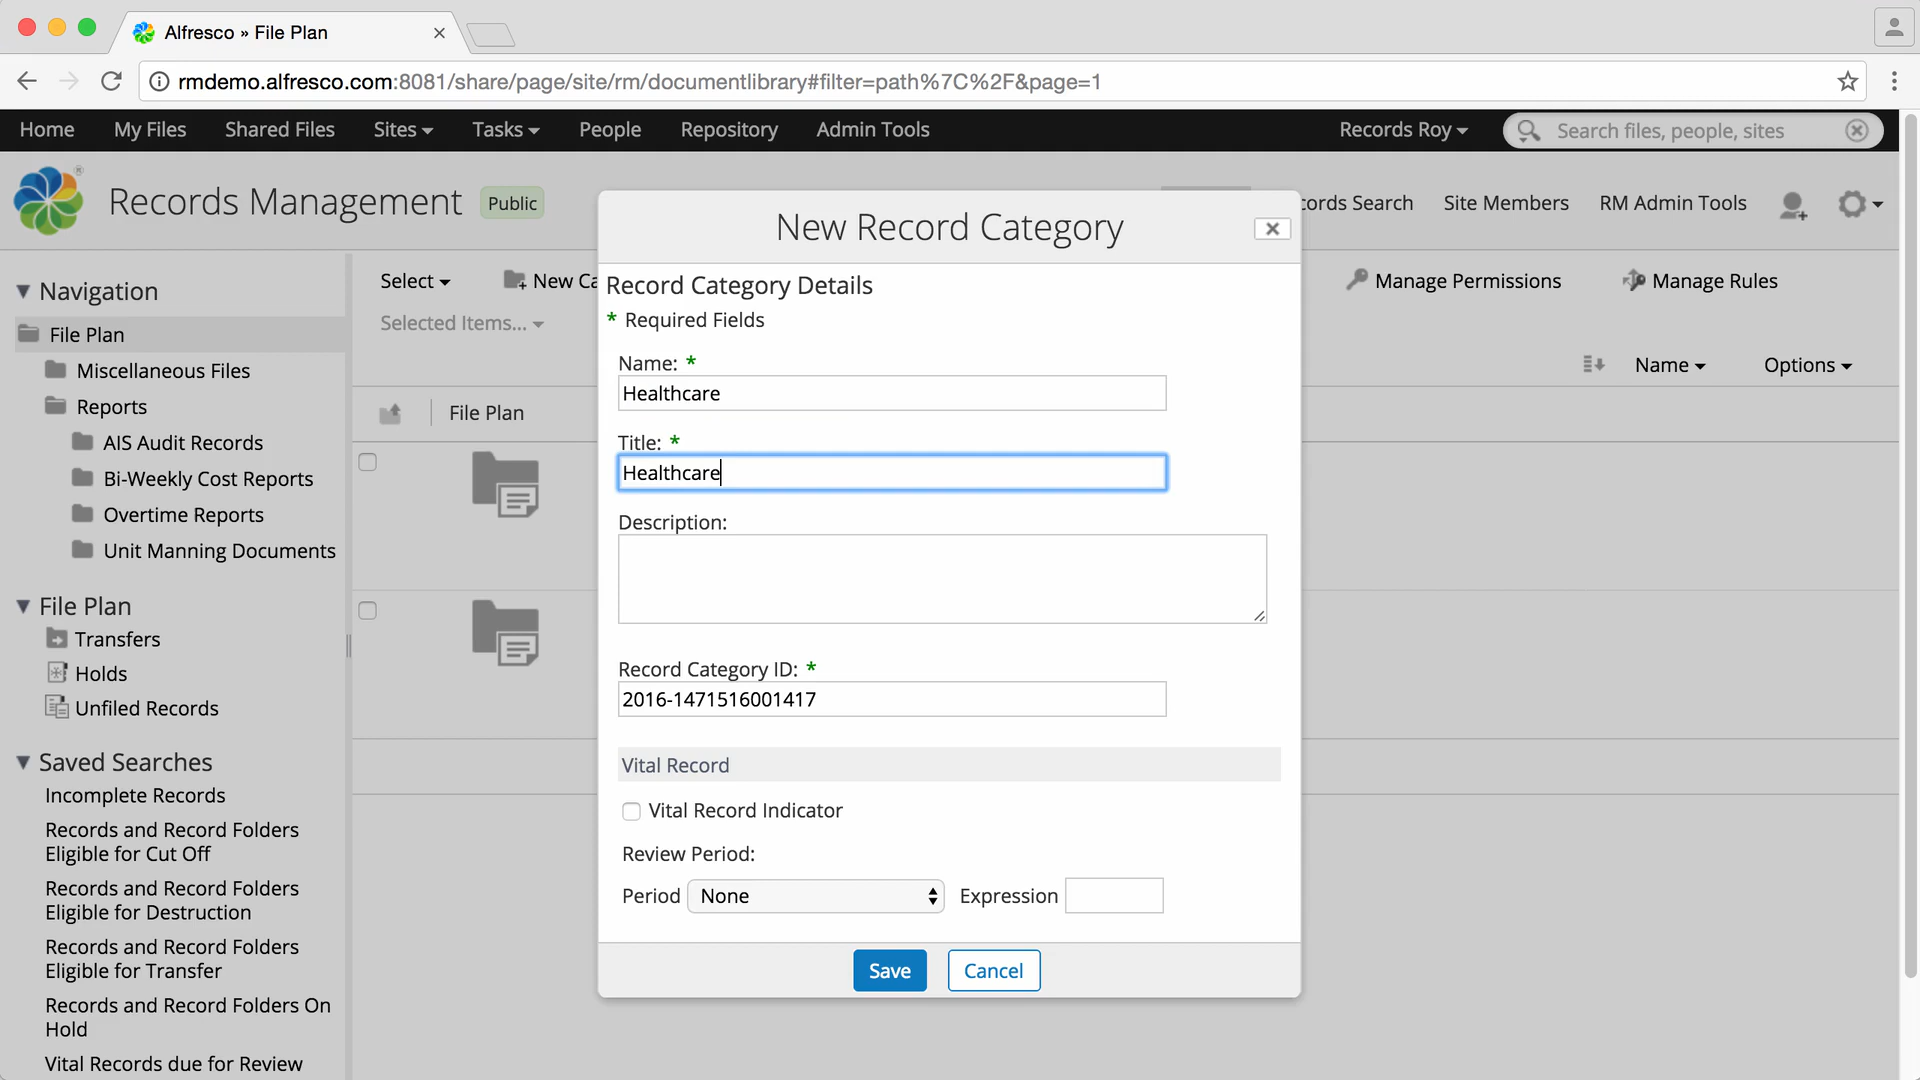 Alfresco » File Plan
rmdemo.alfresco.com:8081/share/page/site/rm/documentlibrary#filter=path%7C%2F&page=1
Home My Files Shared Files Sites Tasks People Repository Admin Tools Records Roy Search files, people, sites
Records Management Public cords Search Site Members RM Admin Tools
New Record Category
Navigation
File Plan
Miscellaneous Files
Reports
AIS Audit Records
Bi-Weekly Cost Reports
Overtime Reports
Unit Manning Documents
File Plan
Transfers
Holds
Unfiled Records
Saved Searches
Incomplete Records
Records and Record Folders
Eligible for Cut Off
Records and Record Folders
Eligible for Destruction
Records and Record Folders
Eligible for Transfer
Records and Record Folders On
Hold
Vital Records due for Review
Select New Ca Manage Permissions Manage Rules
Selected Items...
Name Options
File Plan
Record Category Details
* Required Fields
Name: *
Healthcare
Title: *
Healthcare
Description:
Record Category ID: *
2016-1471516001417
Vital Record
Vital Record Indicator
Review Period:
Period None Expression
Save Cancel